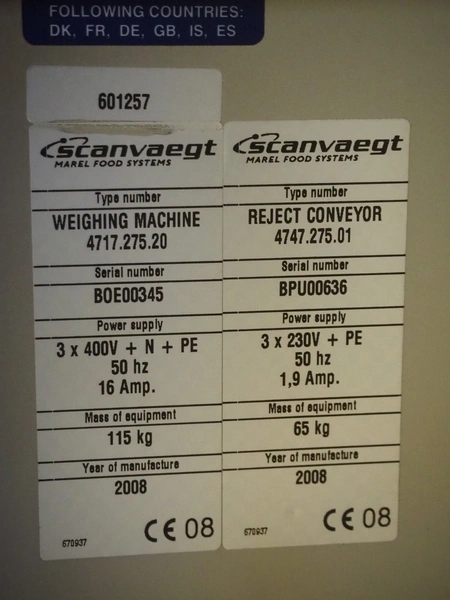 FOLLOWING COUNTRIES:
DK, FR, DE, GB, IS, ES
601257
scanvaegt
MAREL FOOD SYSTEMS
Type number
WEIGHING MACHINE
4717.275.20
Serial number
BOE00345
Power supply
3 x 400V + N + PE
50 hz
16 Amp.
Mass of equipment
115 kg
Year of manufacture
2008
CE 08
670937
scanvaegt
MAREL FOOD SYSTEMS
Type number
REJECT CONVEYOR
4747.275.01
Serial number
BPU00636
Power supply
3 x 230V + PE
50 hz
1,9 Amp.
Mass of equipment
65 kg
Year of manufacture
2008
CE 08
670937